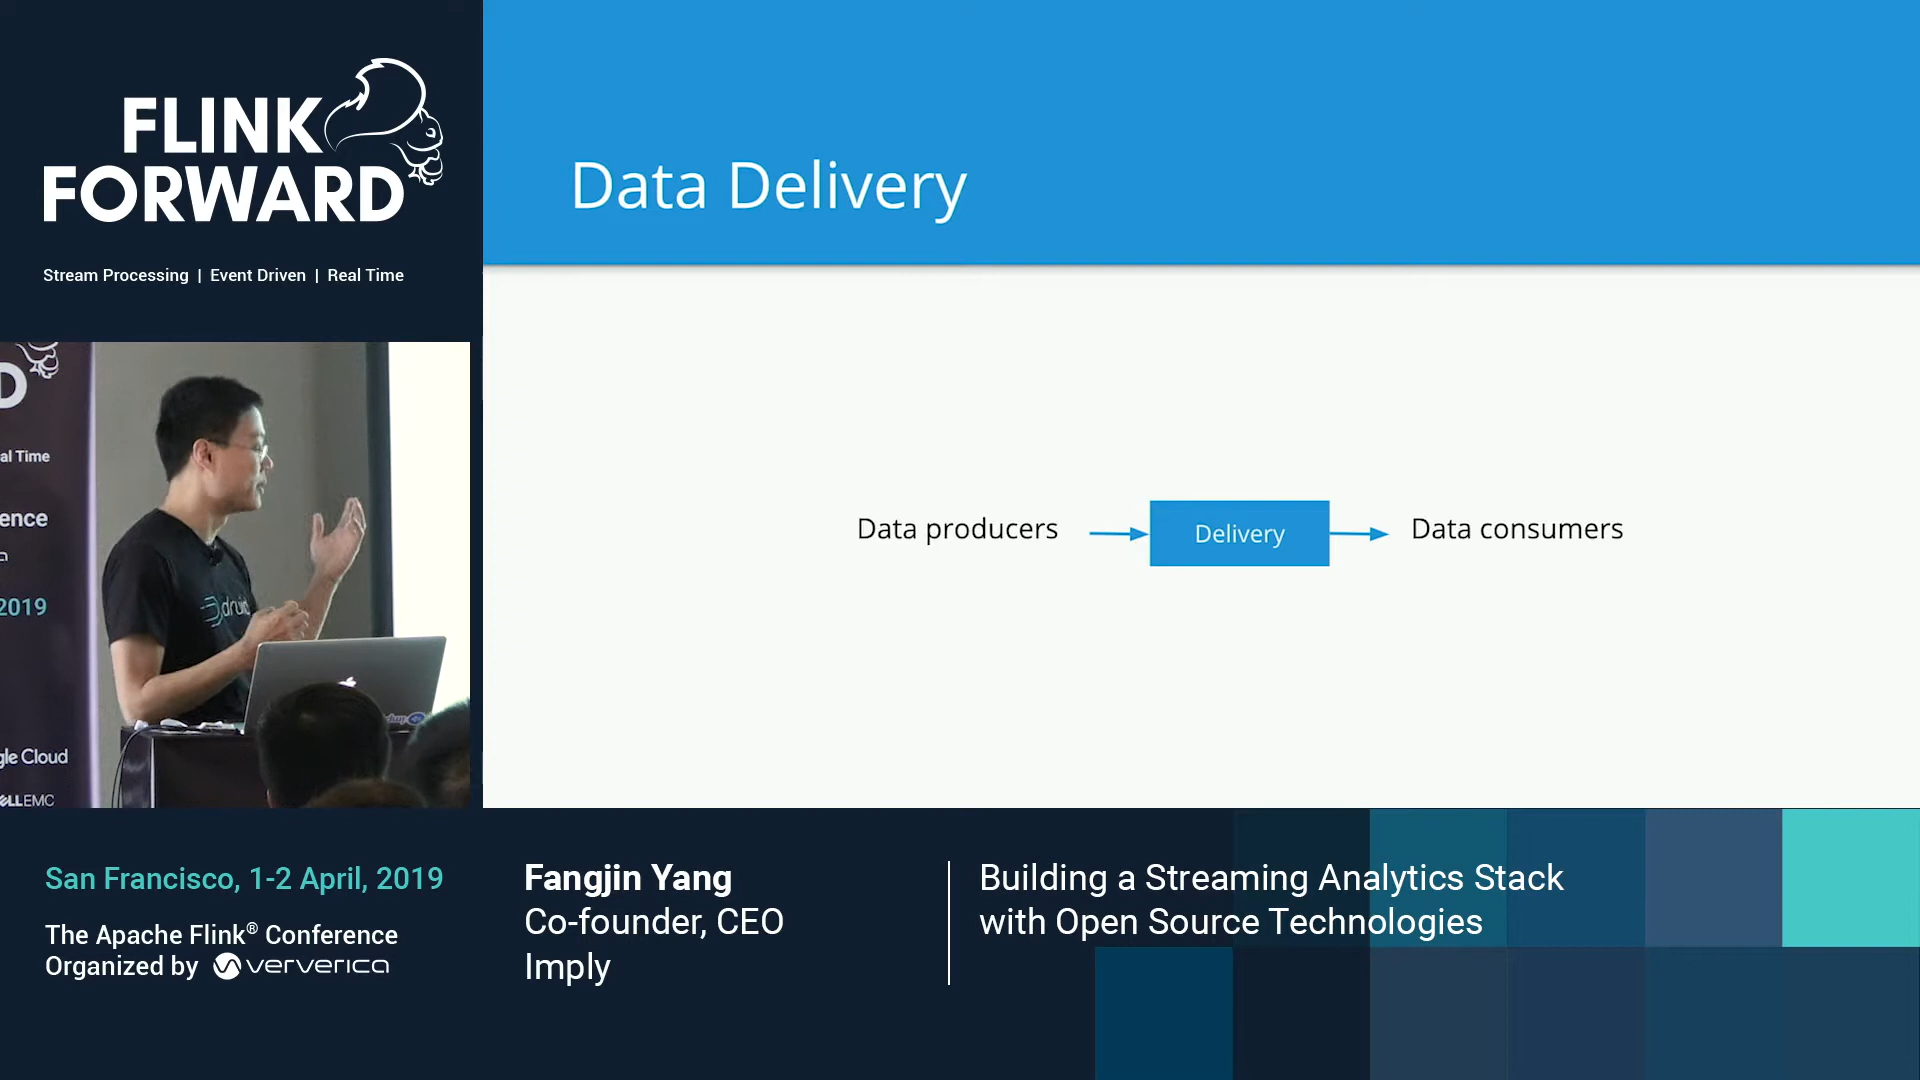 FLINK
FORWARD
Stream Processing | Event Driven | Real Time
Data Delivery
Data producers
Delivery
Data consumers
D
al Time
ence
a
2019
gle Cloud
ELLEMC
druid
San Francisco, 1-2 April, 2019
The Apache Flink® Conference
Organized by ververica
Fangjin Yang
Co-founder, CEO
Imply
Building a Streaming Analytics Stack
with Open Source Technologies